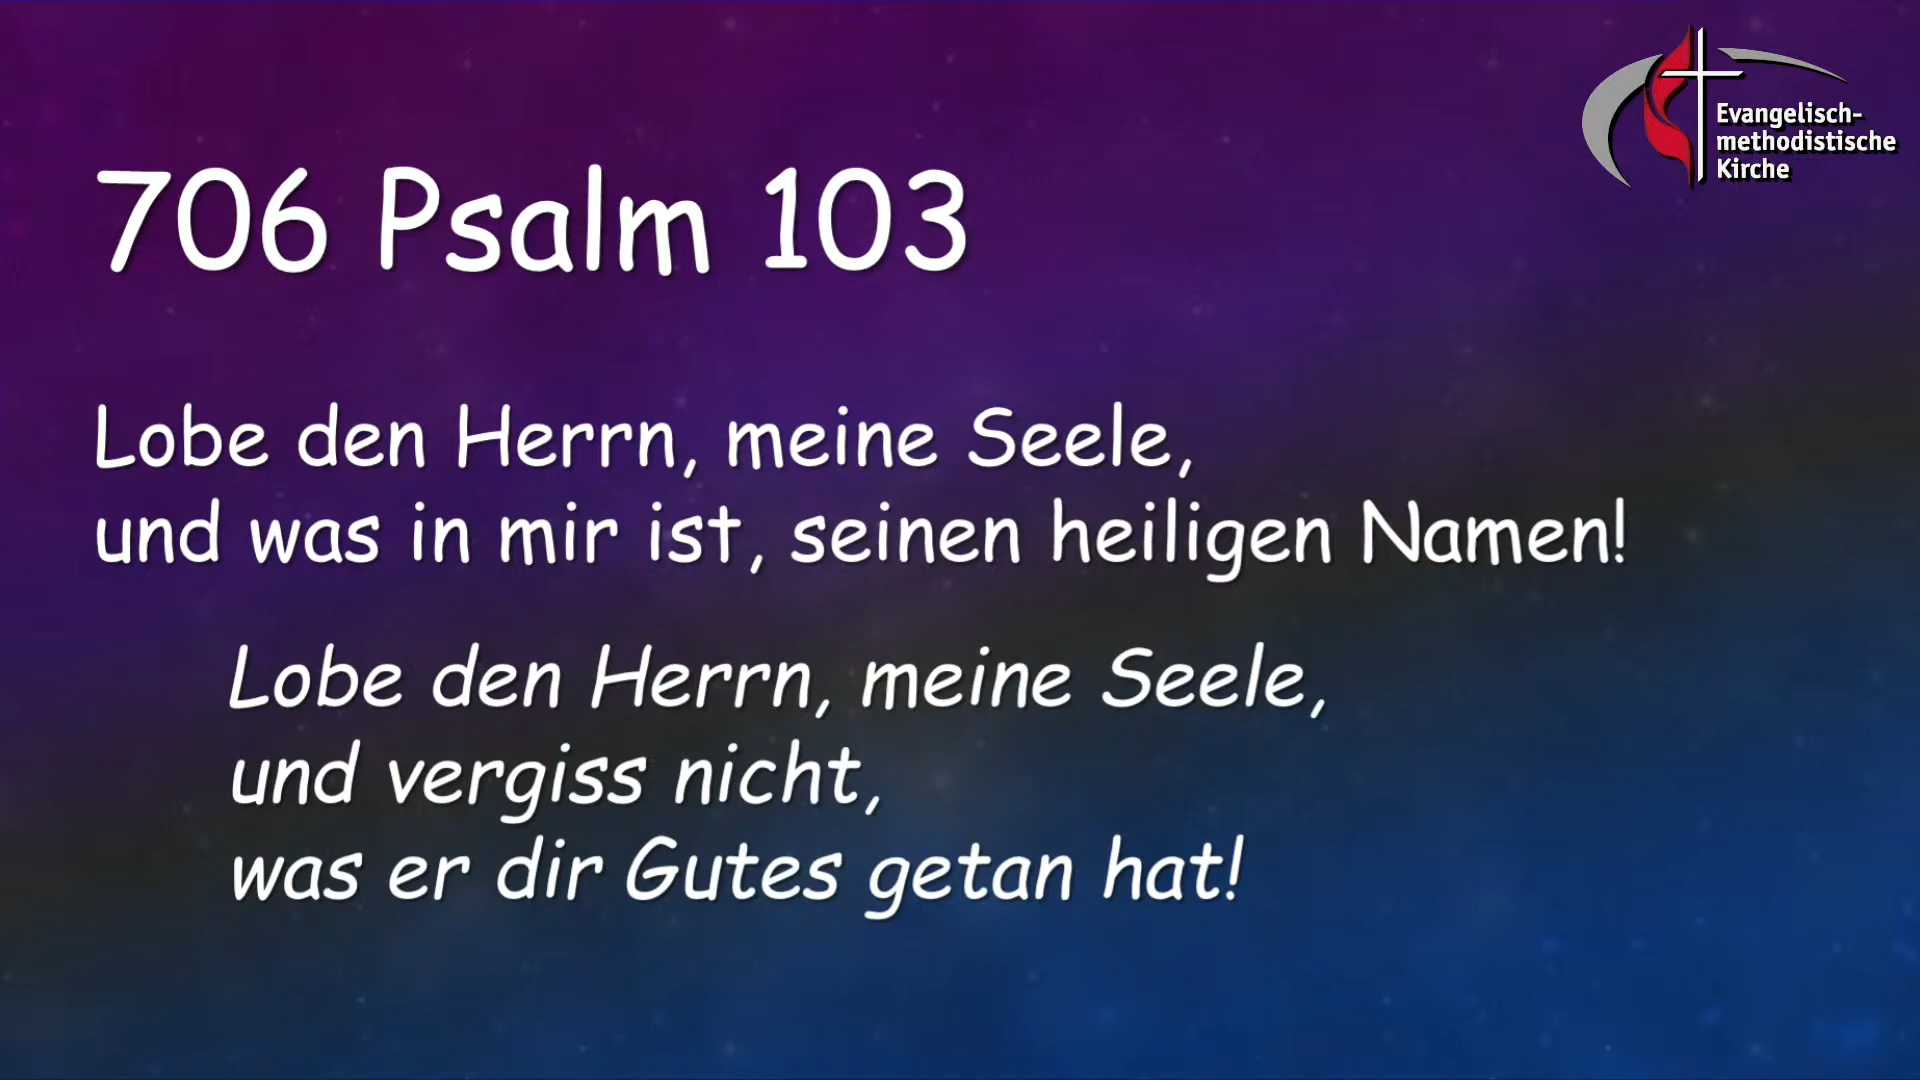 Evangelisch-
methodistische
Kirche
706 Psalm 103
Lobe den Herrn, meine Seele,
und was in mir ist, seinen heiligen Namen!
Lobe den Herrn, meine Seele,
und vergiss nicht,
was er dir Gutes getan hat!